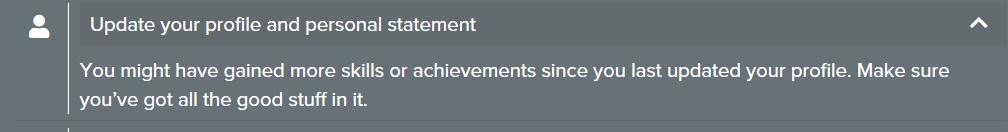 Update your profile and personal statement
You might have gained more skills or achievements since you last updated your profile. Make sure
you’ve got all the good stuff in it.